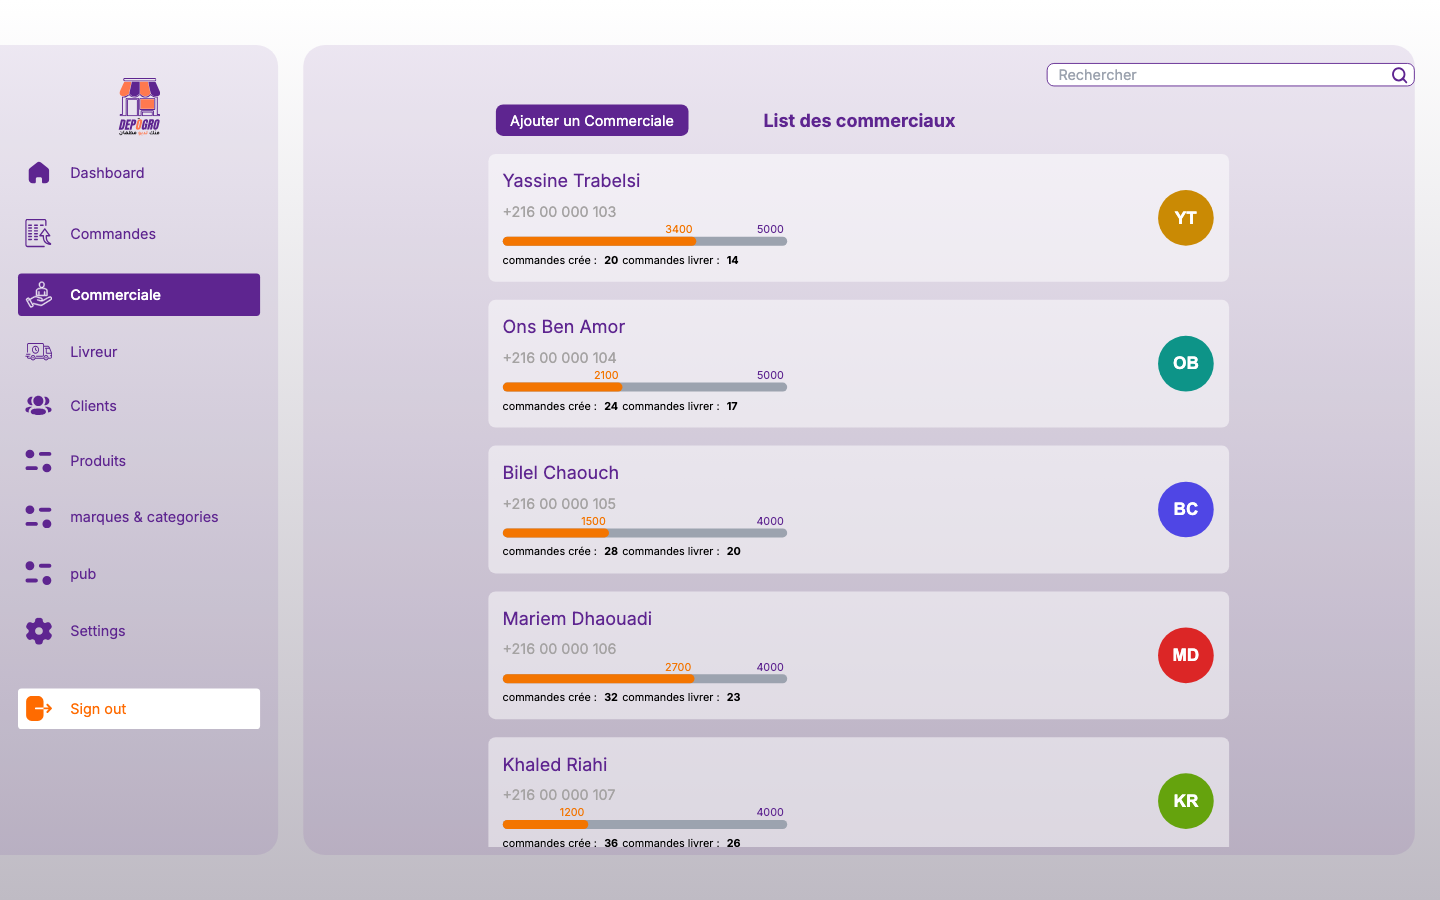 DEPOGRO
Dashboard
Commandes
Commerciale
Livreur
Clients
Produits
marques & categories
pub
Settings
Sign out
Rechercher
Ajouter un Commerciale
List des commerciaux
Yassine Trabelsi
+216 00 000 103
3400 5000
commandes crée : 20 commandes livrer : 14
YT
Ons Ben Amor
+216 00 000 104
2100 5000
commandes crée : 24 commandes livrer : 17
OB
Bilel Chaouch
+216 00 000 105
1500 4000
commandes crée : 28 commandes livrer : 20
BC
Mariem Dhaouadi
+216 00 000 106
2700 4000
commandes crée : 32 commandes livrer : 23
MD
Khaled Riahi
+216 00 000 107
1200 4000
commandes crée : 36 commandes livrer : 26
KR